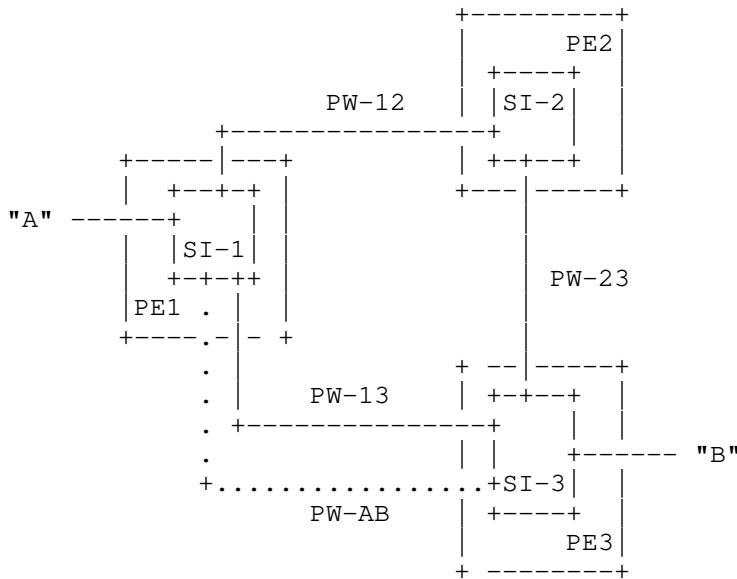 PE2
PW-12 SI-2
"A"
SI-1
PW-23
PE1
PW-13
"B"
SI-3
PW-AB
PE3